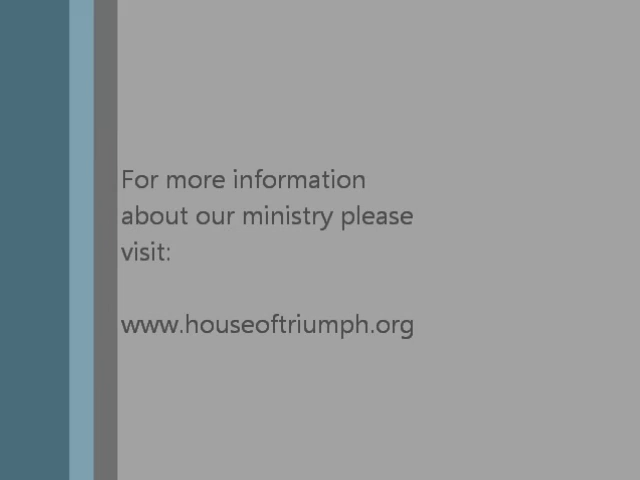 For more information
about our ministry please
visit:
www.houseoftriumph.org